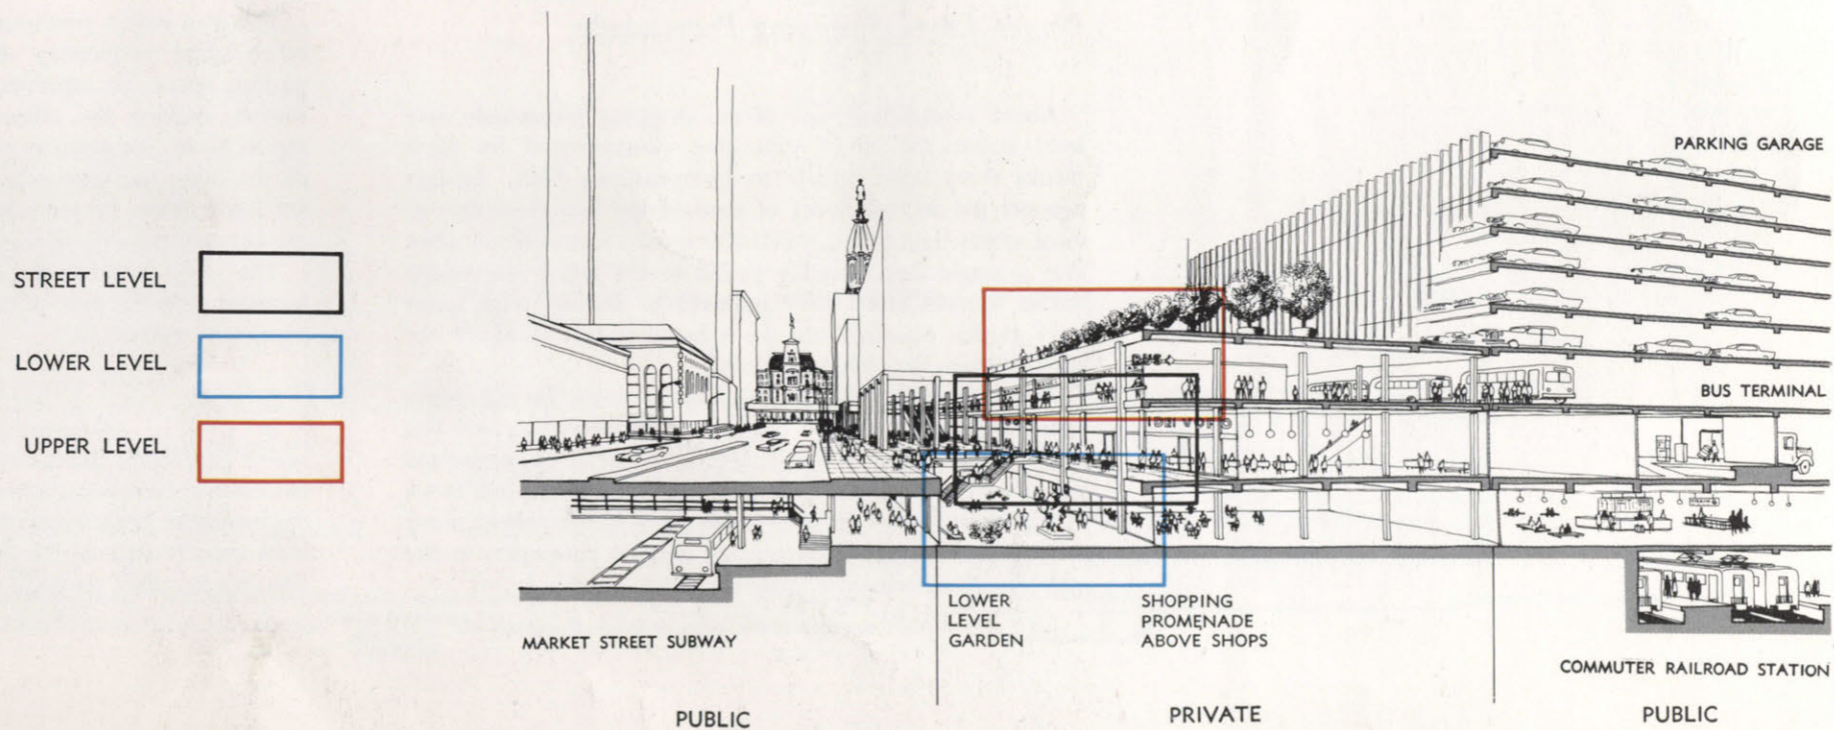 PARKING GARAGE
STREET LEVEL
LOWER LEVEL
UPPER LEVEL
BUS
BUS TERMINAL
LOWER
LEVEL
GARDEN
SHOPPING
PROMENADE
ABOVE SHOPS
MARKET STREET SUBWAY
COMMUTER RAILROAD STATION
PUBLIC
PRIVATE
PUBLIC